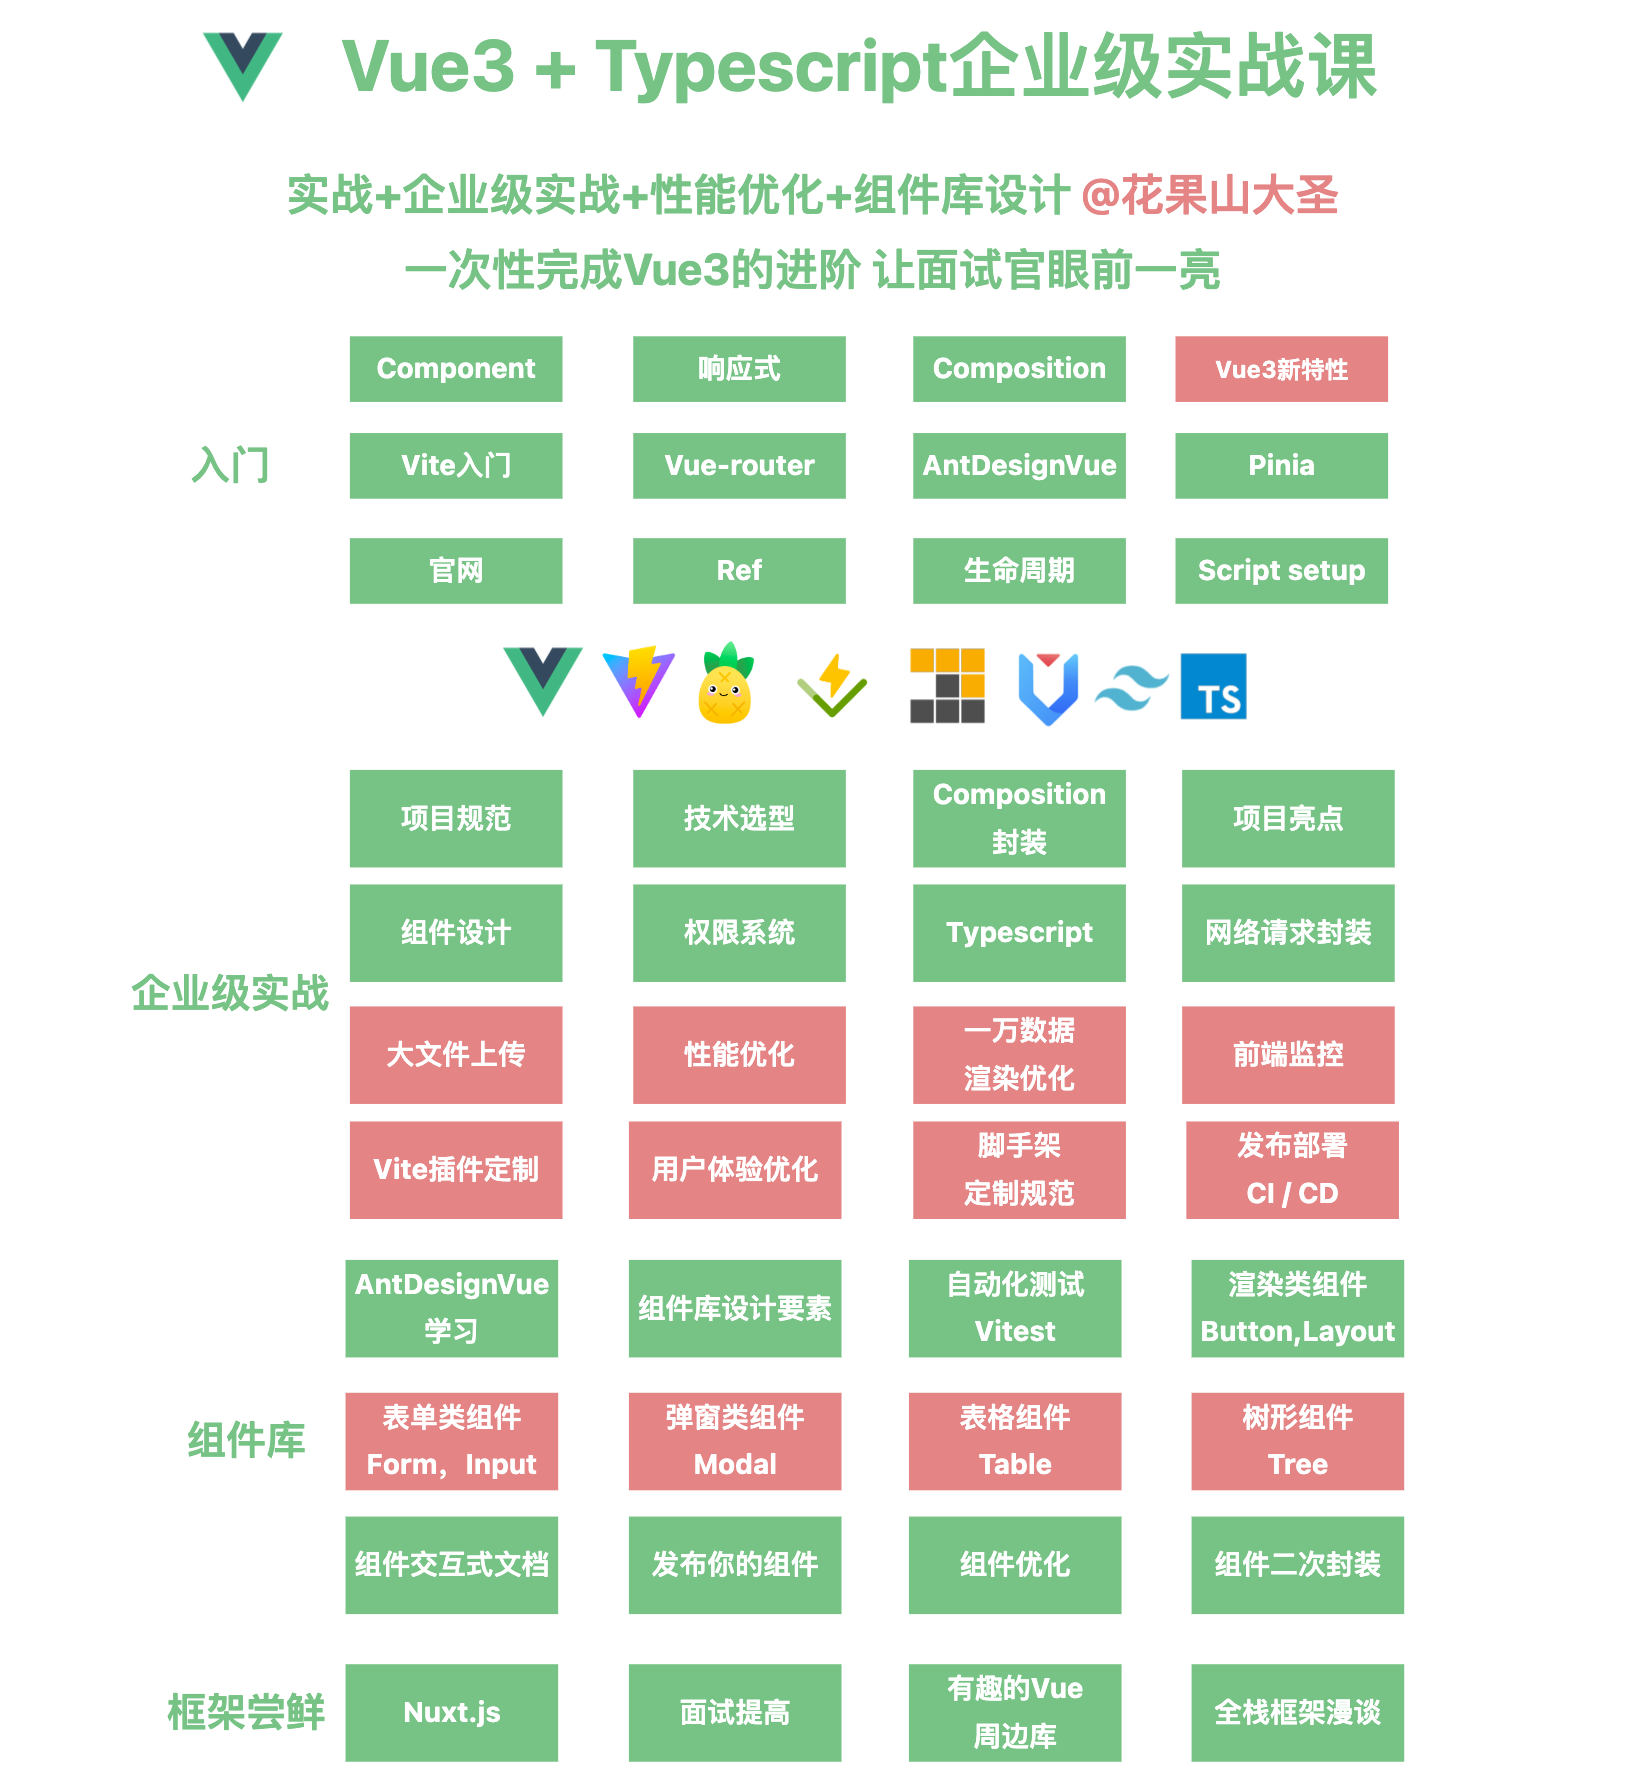 Vue3 + Typescript企业级实战课
实战+企业级实战+性能优化+组件库设计 @花果山大圣
一次性完成Vue3的进阶 让面试官眼前一亮
Component
响应式
Composition
Vue3新特性
入门
Vite入门
Vue-router
AntDesignVue
Pinia
官网
Ref
生命周期
Script setup
TS
项目规范
技术选型
Composition
封装
项目亮点
组件设计
权限系统
Typescript
网络请求封装
企业级实战
大文件上传
性能优化
一万数据
渲染优化
前端监控
Vite插件定制
用户体验优化
脚手架
定制规范
发布部署
CI / CD
AntDesignVue
学习
组件库设计要素
自动化测试
Vitest
渲染类组件
Button,Layout
组件库
表单类组件
Form，Input
弹窗类组件
Modal
表格组件
Table
树形组件
Tree
组件交互式文档
发布你的组件
组件优化
组件二次封装
框架尝鲜
Nuxt.js
面试提高
有趣的Vue
周边库
全栈框架漫谈